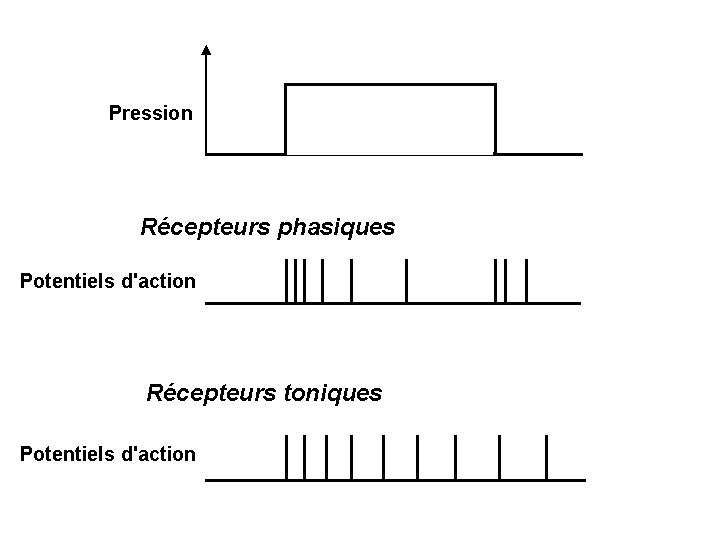 Pression
Récepteurs phasiques
Potentiels d'action
Récepteurs toniques
Potentiels d'action